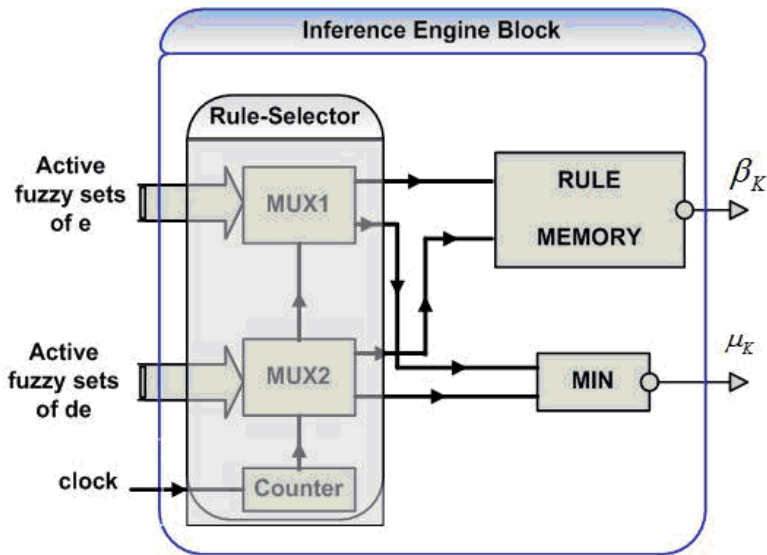 Inference Engine Block
Rule-Selector
Active
fuzzy sets
of e
MUX1
RULE
MEMORY
β_K
Active
fuzzy sets
of de
MUX2
MIN
μ_K
clock
Counter